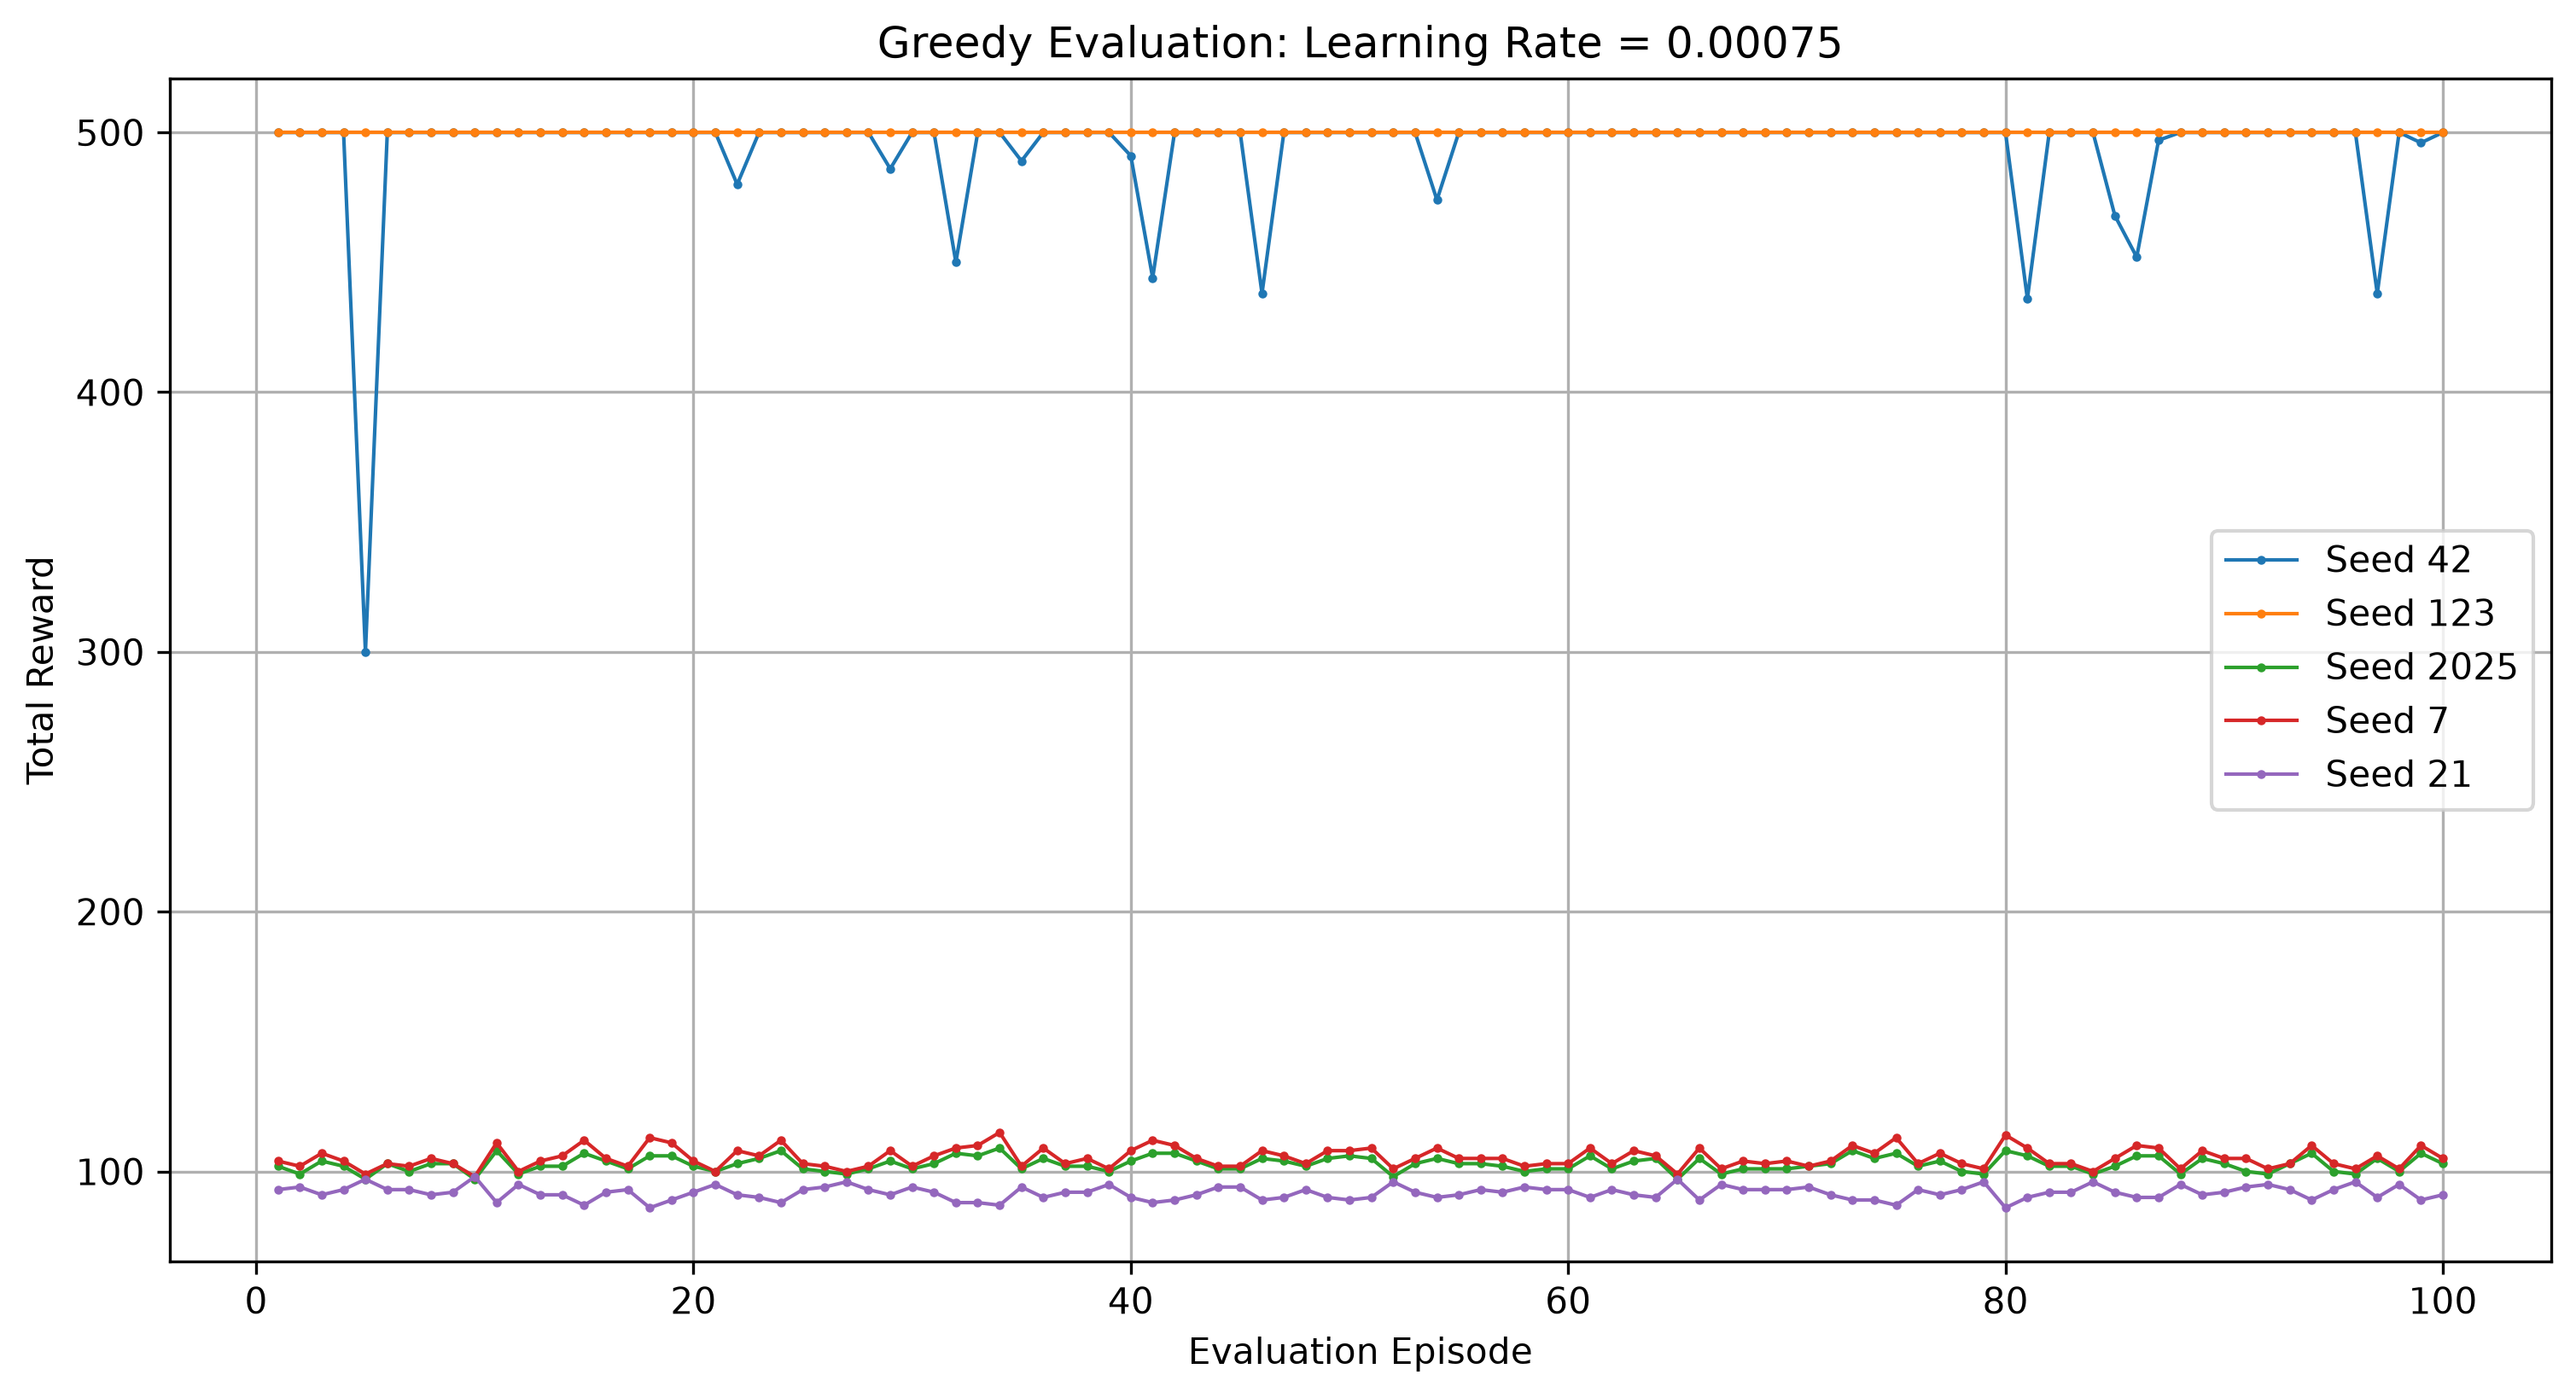 Greedy Evaluation: Learning Rate = 0.00075
500
400
300
200
100
Total Reward
Seed 42
Seed 123
Seed 2025
Seed 7
Seed 21
0 20 40 60 80 100
Evaluation Episode